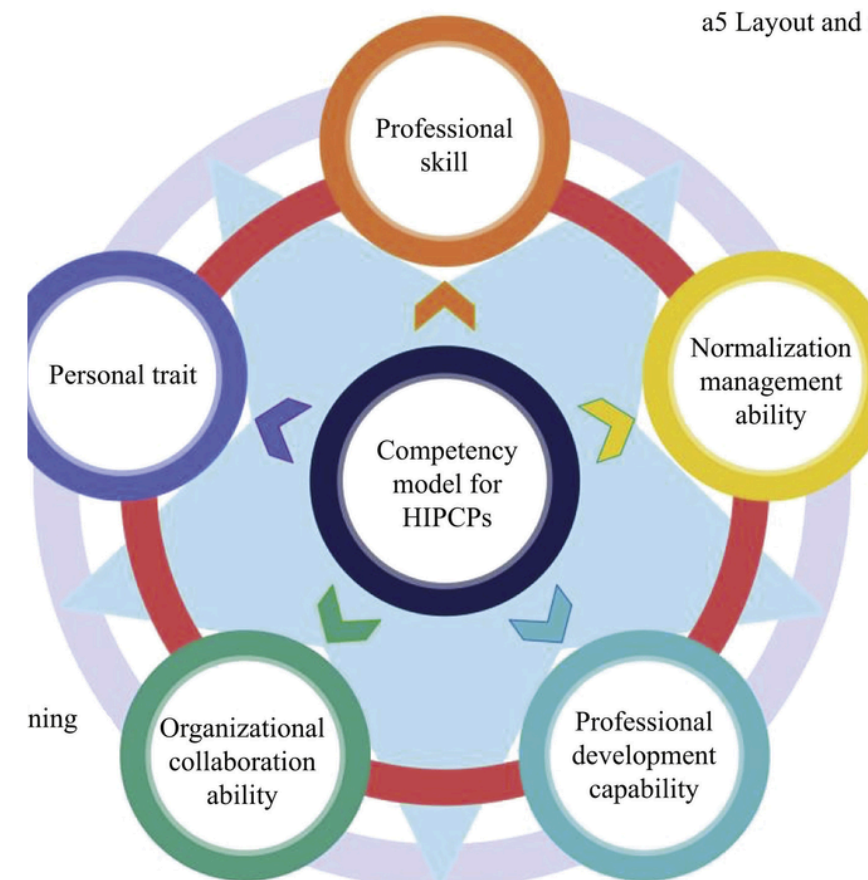 a5 Layout and
Professional
skill
Personal trait
Normalization
management
ability
Competency
model for
HIPCPs
ning
Organizational
collaboration
ability
Professional
development
capability